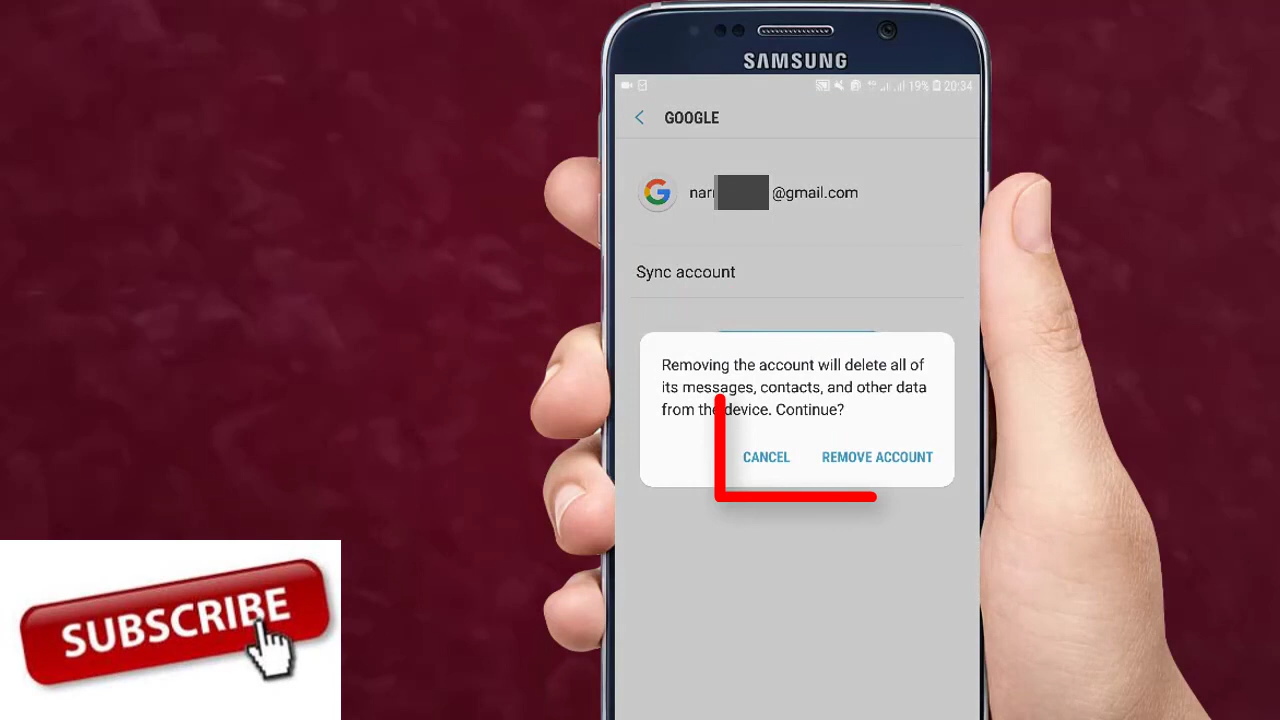 SAMSUNG
19% 20:34
GOOGLE
@gmail.com
Sync account
Removing the account will delete all of
its messages, contacts, and other data
from the device. Continue?
CANCEL REMOVE ACCOUNT
SUBSCRIBE